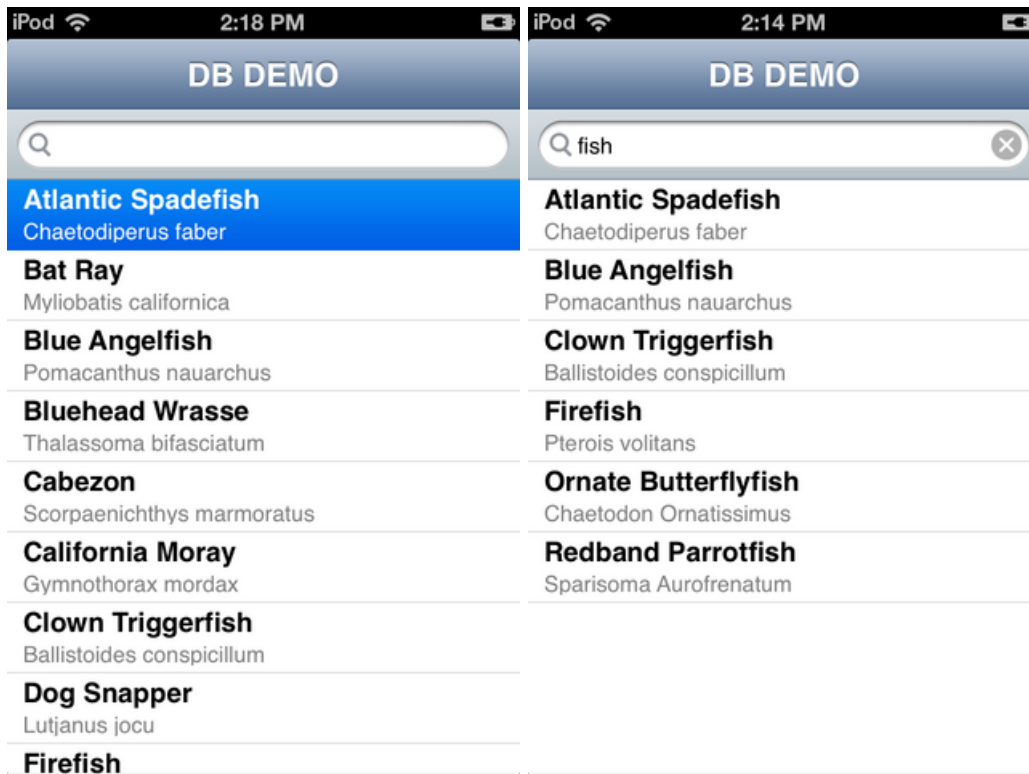 iPod 2:18 PM
DB DEMO
Atlantic Spadefish
Chaetodiperus faber
Bat Ray
Myliobatis californica
Blue Angelfish
Pomacanthus nauarchus
Bluehead Wrasse
Thalassoma bifasciatum
Cabezon
Scorpaenichthys marmoratus
California Moray
Gymnothorax mordax
Clown Triggerfish
Ballistoides conspicillum
Dog Snapper
Lutjanus jocu
Firefish
iPod 2:14 PM
DB DEMO
fish
Atlantic Spadefish
Chaetodiperus faber
Blue Angelfish
Pomacanthus nauarchus
Clown Triggerfish
Ballistoides conspicillum
Firefish
Pterois volitans
Ornate Butterflyfish
Chaetodon Ornatissimus
Redband Parrotfish
Sparisoma Aurofrenatum